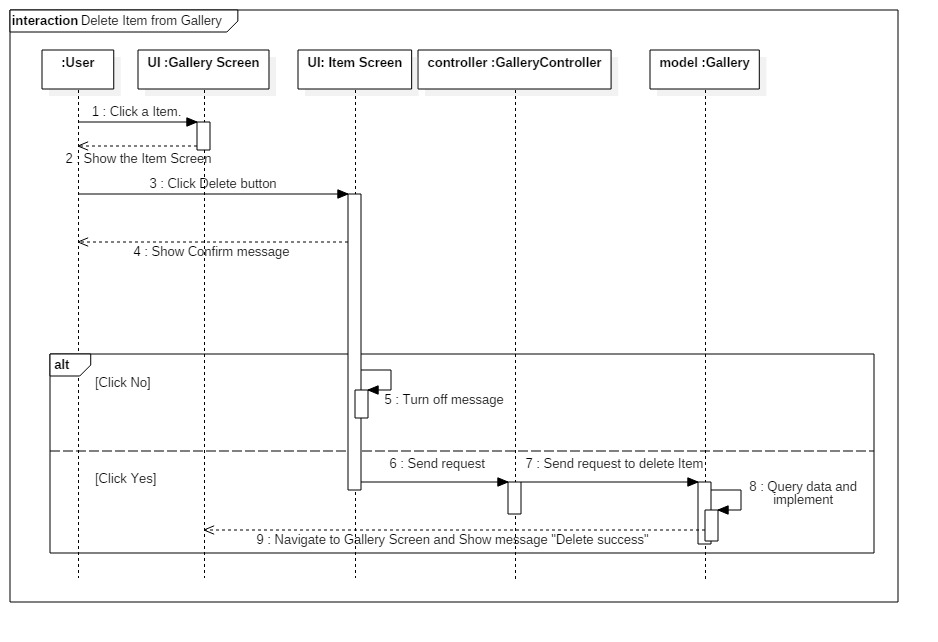 interaction Delete Item from Gallery
:User
UI :Gallery Screen
UI: Item Screen
controller :GalleryController
model :Gallery
1 : Click a Item.
2 : Show the Item Screen
3 : Click Delete button
4 : Show Confirm message
alt
[Click No]
5 : Turn off message
6 : Send request
7 : Send request to delete Item
[Click Yes]
8 : Query data and
implement
9 : Navigate to Gallery Screen and Show message "Delete success"